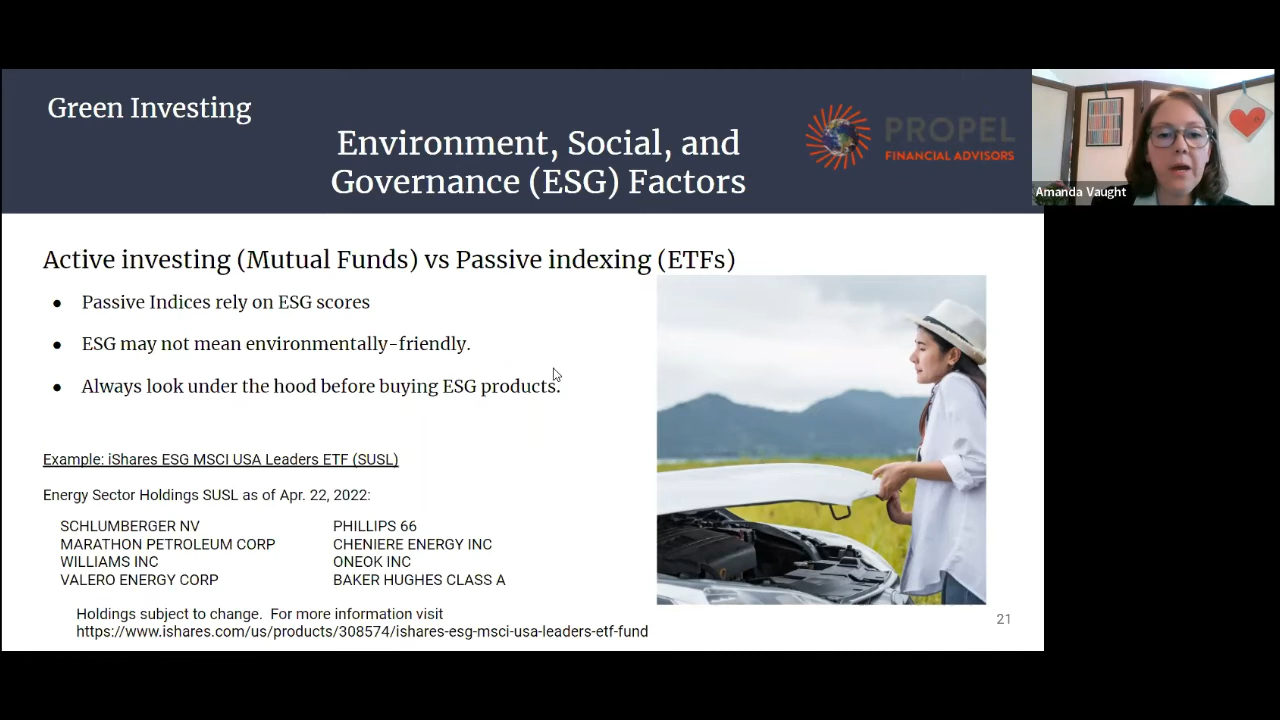 Green Investing
Environment, Social, and
Governance (ESG) Factors
PROPEL
FINANCIAL ADVISORS
Amanda Vaught
Active investing (Mutual Funds) vs Passive indexing (ETFs)
● Passive Indices rely on ESG scores
● ESG may not mean environmentally-friendly.
● Always look under the hood before buying ESG products.
Example: iShares ESG MSCI USA Leaders ETF (SUSL)
Energy Sector Holdings SUSL as of Apr. 22, 2022:
SCHLUMBERGER NV
MARATHON PETROLEUM CORP
WILLIAMS INC
VALERO ENERGY CORP
PHILLIPS 66
CHENIERE ENERGY INC
ONEOK INC
BAKER HUGHES CLASS A
Holdings subject to change.  For more information visit
https://www.ishares.com/us/products/308574/ishares-esg-msci-usa-leaders-etf-fund
21